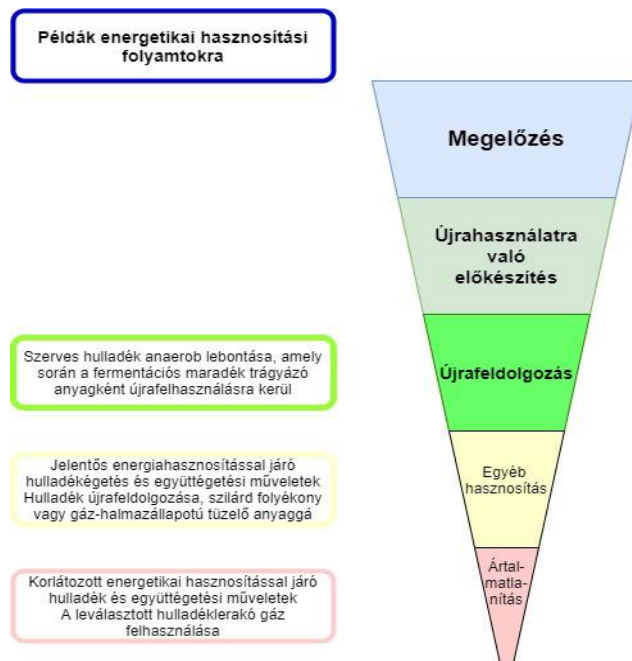 Példák energetikai hasznosítási
folyamtokra
Megelőzés
Újrahasználatra
való
előkészítés
Szerves hulladék anaerob lebontása, amely
során a fermentációs maradék trágyázó
anyagként újrafelhasználásra kerül
Újrafeldolgozás
Jelentős energiahasznosítással járó
hulladékégetés és együttégetési műveletek
Hulladék újrafeldolgozása, szilárd folyékony
vagy gáz-halmazállapotú tüzelő anyaggá
Egyéb
hasznosítás
Korlátozott energetikai hasznosítással járó
hulladék és együttégetési műveletek
A leválasztott hulladéklerakó gáz
felhasználása
Ártal-
matla-
nítás